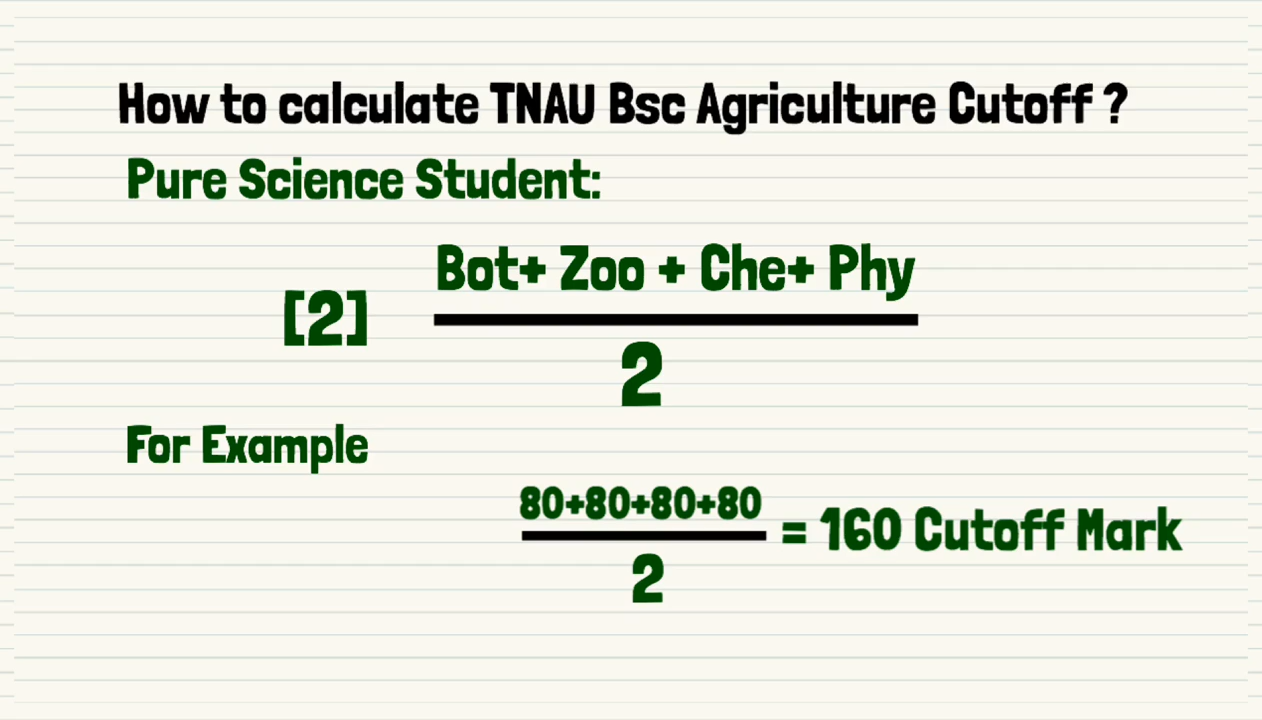 How to calculate TNAU Bsc Agriculture Cutoff ?
Pure Science Student:
[2]
Bot+ Zoo + Che+ Phy
2
For Example
80+80+80+80
2
= 160 Cutoff Mark